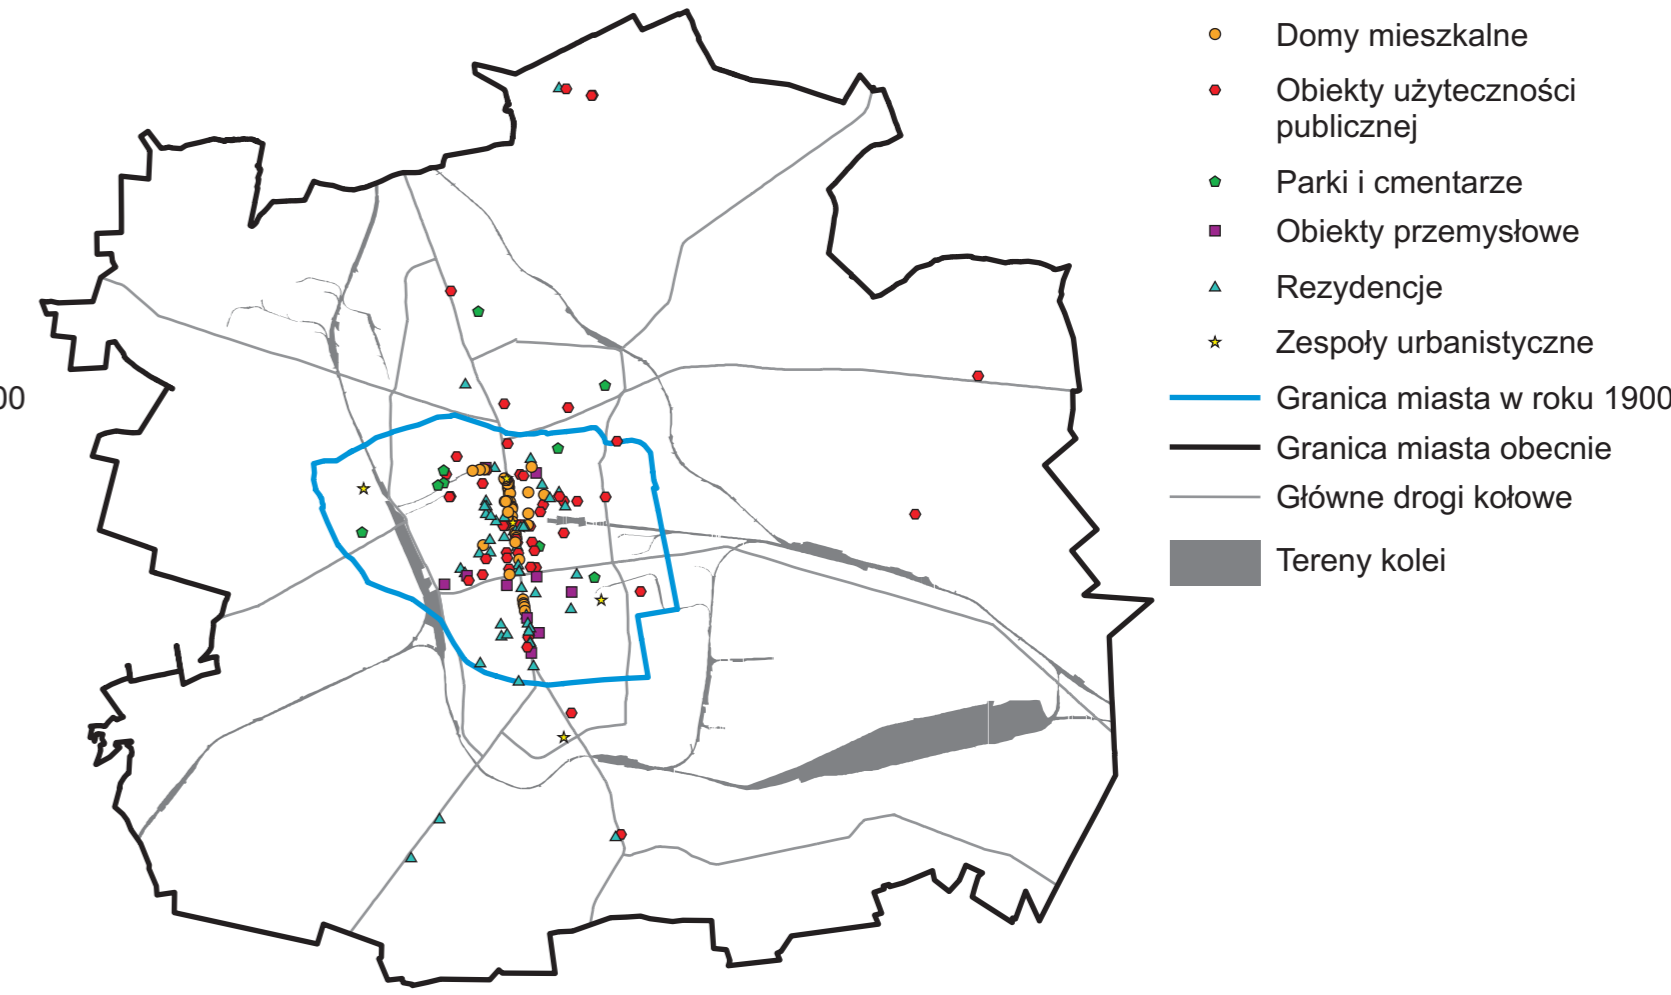 Domy mieszkalne
Obiekty użyteczności
publicznej
Parki i cmentarze
Obiekty przemysłowe
Rezydencje
Zespoły urbanistyczne
00
Granica miasta w roku 1900
Granica miasta obecnie
Główne drogi kołowe
Tereny kolei